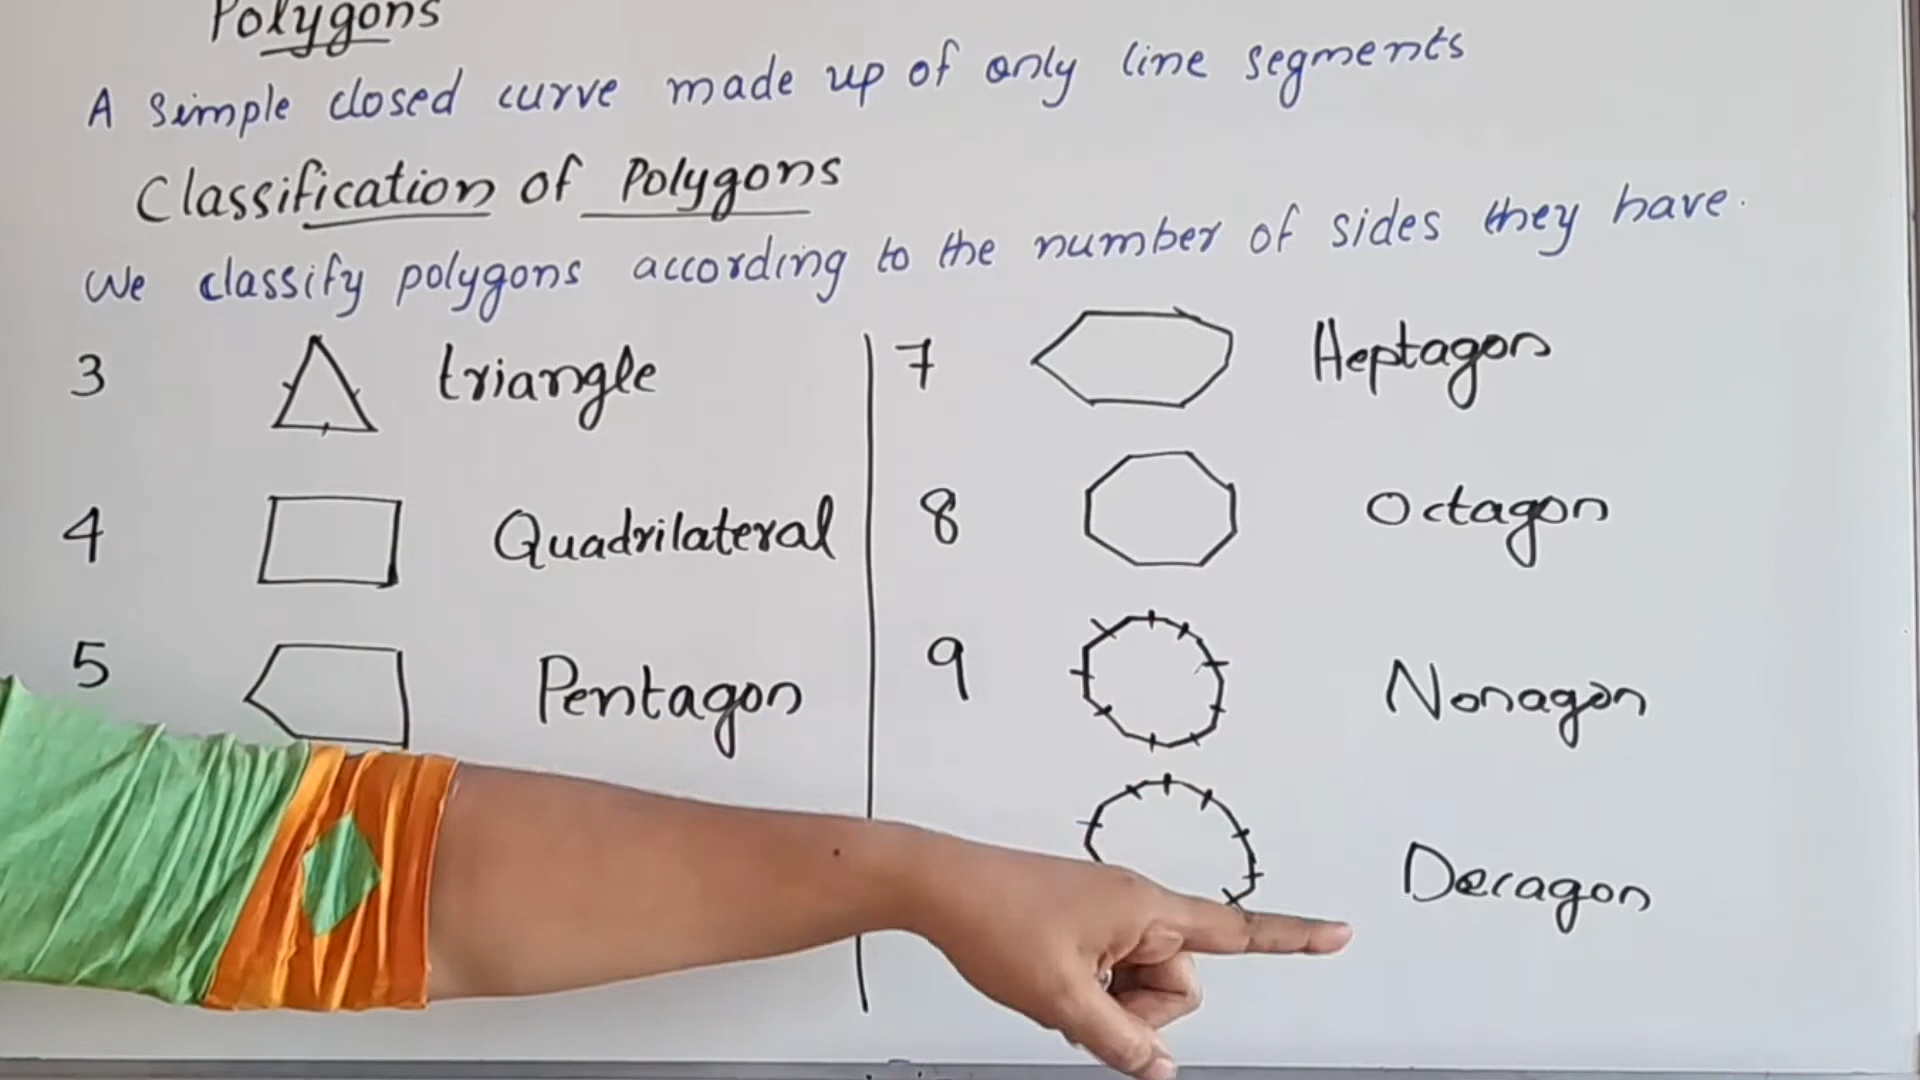 Polygons
A simple closed curve made up of only line segments
Classification of Polygons
We classify polygons according to the number of sides they have.
3 triangle
4 Quadrilateral
5 Pentagon
7 Heptagon
8 Octagon
9 Nonagon
Decagon